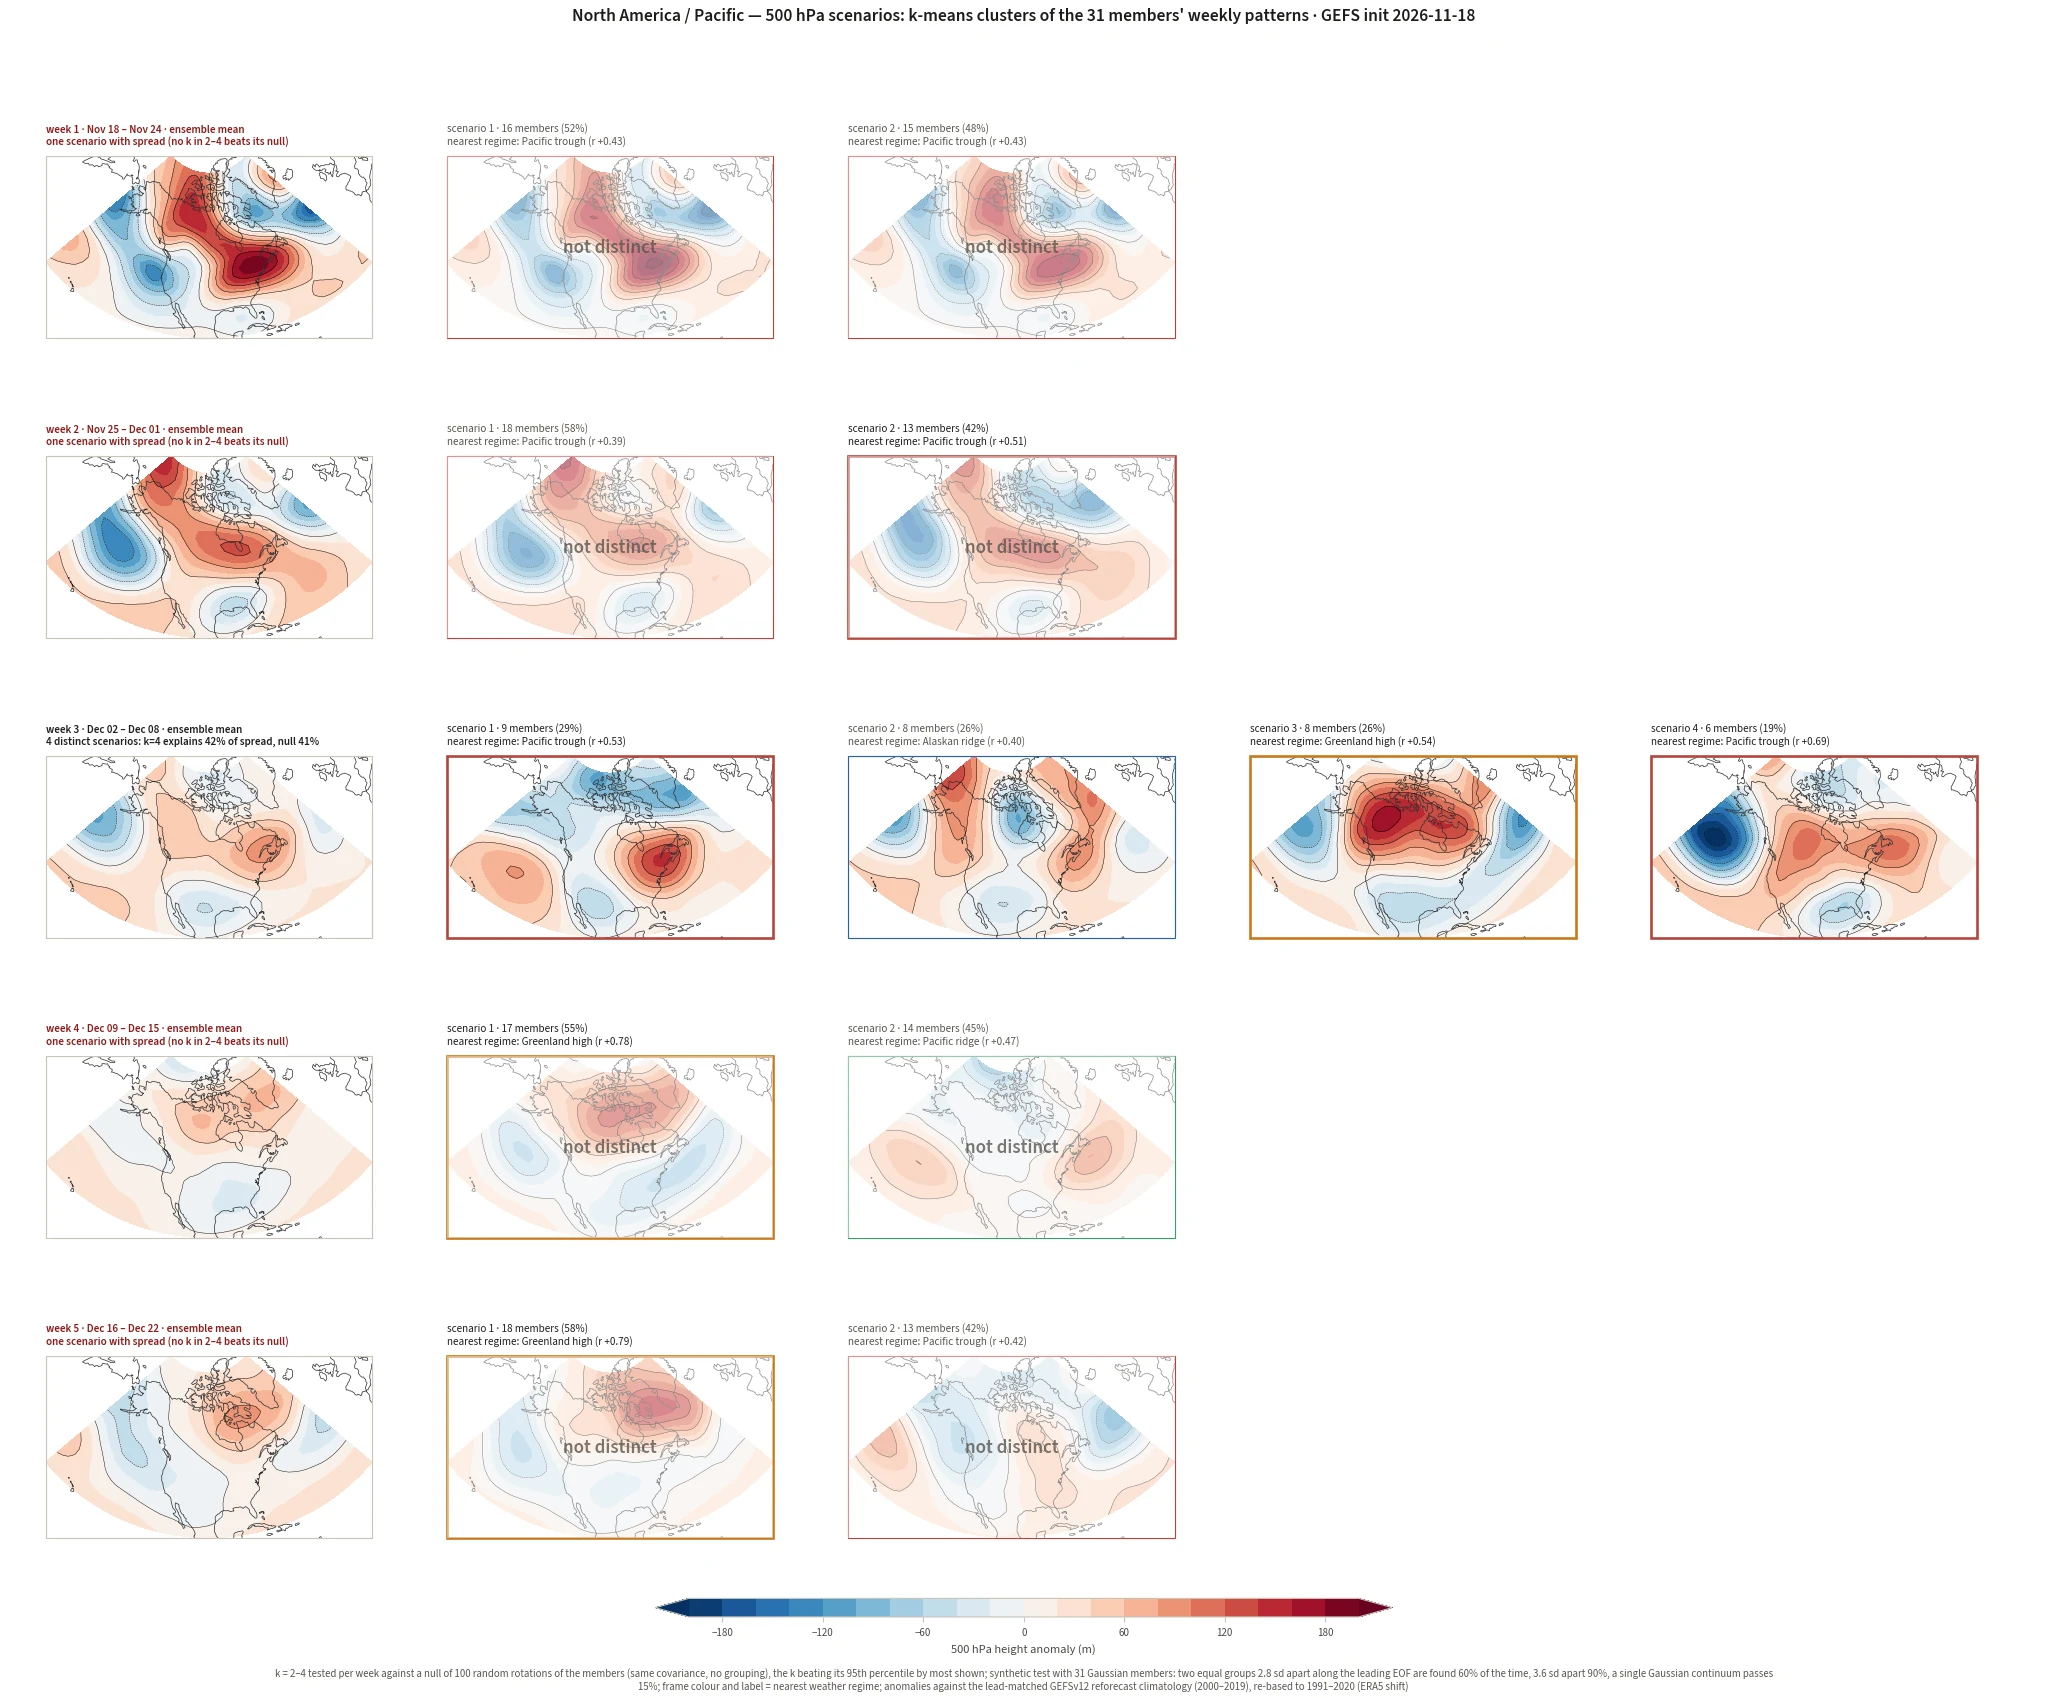 North America / Pacific — 500 hPa scenarios: k-means clusters of the 31 members' weekly patterns · GEFS init 2026-11-18
week 1 · Nov 18 – Nov 24 · ensemble mean
one scenario with spread (no k in 2–4 beats its null)
scenario 1 · 16 members (52%)
nearest regime: Pacific trough (r +0.43)
not distinct
scenario 2 · 15 members (48%)
nearest regime: Pacific trough (r +0.43)
not distinct
week 2 · Nov 25 – Dec 01 · ensemble mean
one scenario with spread (no k in 2–4 beats its null)
scenario 1 · 18 members (58%)
nearest regime: Pacific trough (r +0.39)
not distinct
scenario 2 · 13 members (42%)
nearest regime: Pacific trough (r +0.51)
not distinct
week 3 · Dec 02 – Dec 08 · ensemble mean
4 distinct scenarios: k=4 explains 42% of spread, null 41%
scenario 1 · 9 members (29%)
nearest regime: Pacific trough (r +0.53)
scenario 2 · 8 members (26%)
nearest regime: Alaskan ridge (r +0.40)
scenario 3 · 8 members (26%)
nearest regime: Greenland high (r +0.54)
scenario 4 · 6 members (19%)
nearest regime: Pacific trough (r +0.69)
week 4 · Dec 09 – Dec 15 · ensemble mean
one scenario with spread (no k in 2–4 beats its null)
scenario 1 · 17 members (55%)
nearest regime: Greenland high (r +0.78)
not distinct
scenario 2 · 14 members (45%)
nearest regime: Pacific ridge (r +0.47)
not distinct
week 5 · Dec 16 – Dec 22 · ensemble mean
one scenario with spread (no k in 2–4 beats its null)
scenario 1 · 18 members (58%)
nearest regime: Greenland high (r +0.79)
not distinct
scenario 2 · 13 members (42%)
nearest regime: Pacific trough (r +0.42)
not distinct
−180 −120 −60 0 60 120 180
500 hPa height anomaly (m)
k = 2–4 tested per week against a null of 100 random rotations of the members (same covariance, no grouping), the k beating its 95th percentile by most shown; synthetic test with 31 Gaussian members: two equal groups 2.8 sd apart along the leading EOF are found 60% of the time, 3.6 sd apart 90%, a single Gaussian continuum passes
15%; frame colour and label = nearest weather regime; anomalies against the lead-matched GEFSv12 reforecast climatology (2000–2019), re-based to 1991–2020 (ERA5 shift)